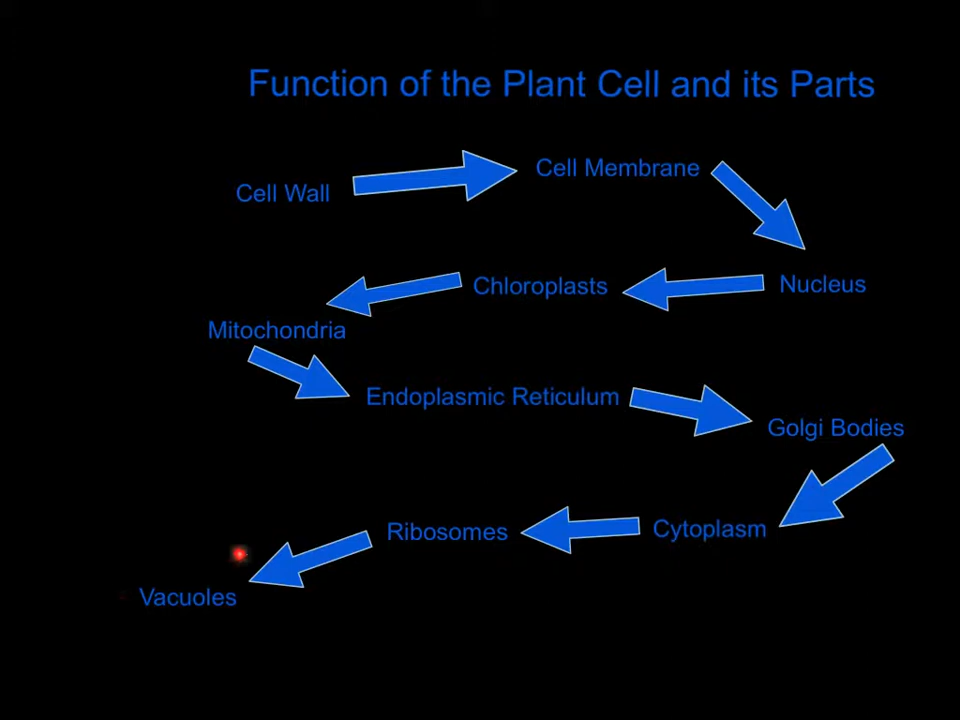 Function of the Plant Cell and its Parts
Cell Wall
Cell Membrane
Nucleus
Chloroplasts
Mitochondria
Endoplasmic Reticulum
Golgi Bodies
Cytoplasm
Ribosomes
Vacuoles